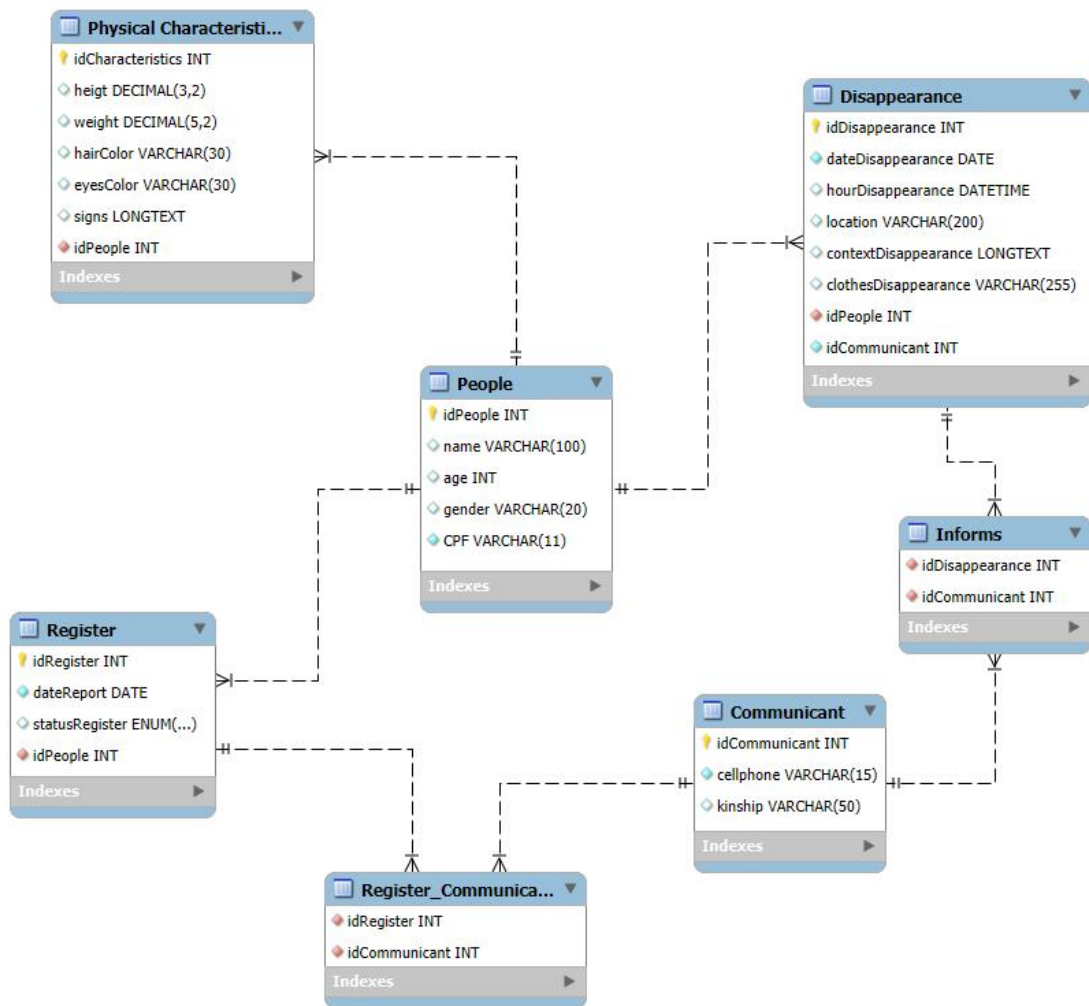 Physical Characteristi...
idCharacteristics INT
heigt DECIMAL(3,2)
weight DECIMAL(5,2)
hairColor VARCHAR(30)
eyesColor VARCHAR(30)
signs LONGTEXT
idPeople INT
Indexes
Disappearance
idDisappearance INT
dateDisappearance DATE
hourDisappearance DATETIME
location VARCHAR(200)
contextDisappearance LONGTEXT
clothesDisappearance VARCHAR(255)
idPeople INT
idCommunicant INT
Indexes
People
idPeople INT
name VARCHAR(100)
age INT
gender VARCHAR(20)
CPF VARCHAR(11)
Indexes
Informs
idDisappearance INT
idCommunicant INT
Indexes
Register
idRegister INT
dateReport DATE
statusRegister ENUM(...)
idPeople INT
Indexes
Communicant
idCommunicant INT
cellphone VARCHAR(15)
kinship VARCHAR(50)
Indexes
Register_Communica...
idRegister INT
idCommunicant INT
Indexes